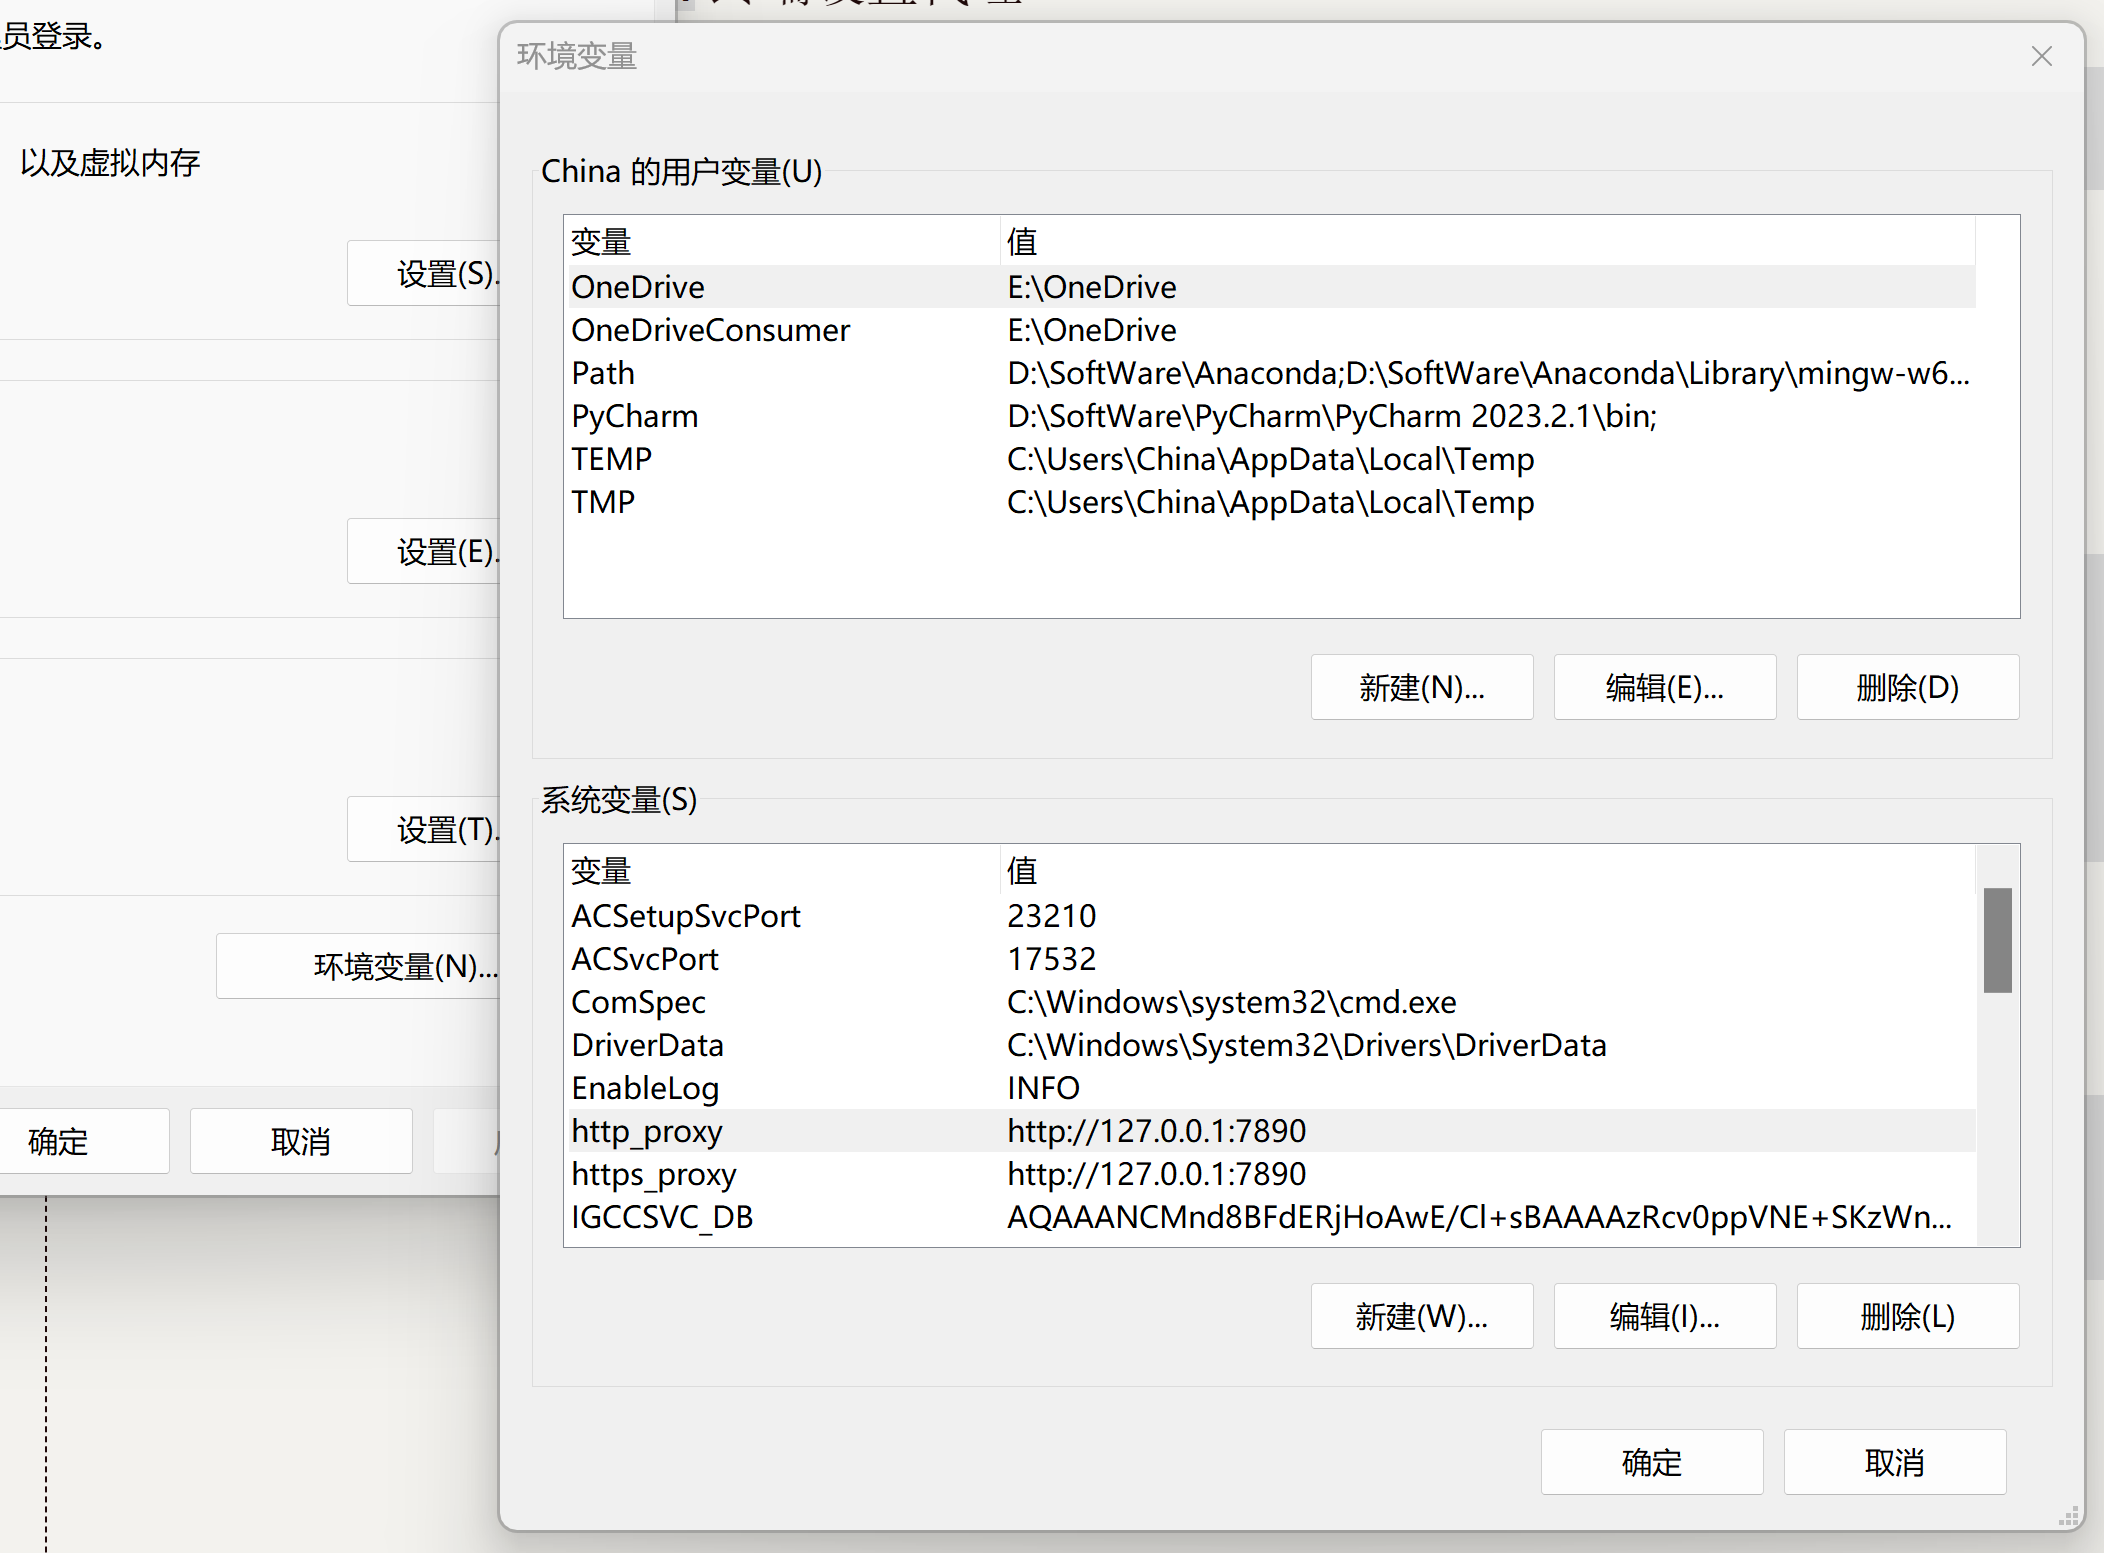 员登录。
以及虚拟内存
设置(S).
设置(E).
设置(T).
环境变量(N)...
确定
取消
环境变量
China 的用户变量(U)
变量 值
OneDrive E:\OneDrive
OneDriveConsumer E:\OneDrive
Path D:\SoftWare\Anaconda;D:\SoftWare\Anaconda\Library\mingw-w6...
PyCharm D:\SoftWare\PyCharm\PyCharm 2023.2.1\bin;
TEMP C:\Users\China\AppData\Local\Temp
TMP C:\Users\China\AppData\Local\Temp
新建(N)... 编辑(E)... 删除(D)
系统变量(S)
变量 值
ACSetupSvcPort 23210
ACSvcPort 17532
ComSpec C:\Windows\system32\cmd.exe
DriverData C:\Windows\System32\Drivers\DriverData
EnableLog INFO
http_proxy http://127.0.0.1:7890
https_proxy http://127.0.0.1:7890
IGCCSVC_DB AQAAANCMnd8BFdERjHoAwE/Cl+sBAAAAzRcv0ppVNE+SKzWn...
新建(W)... 编辑(I)... 删除(L)
确定 取消